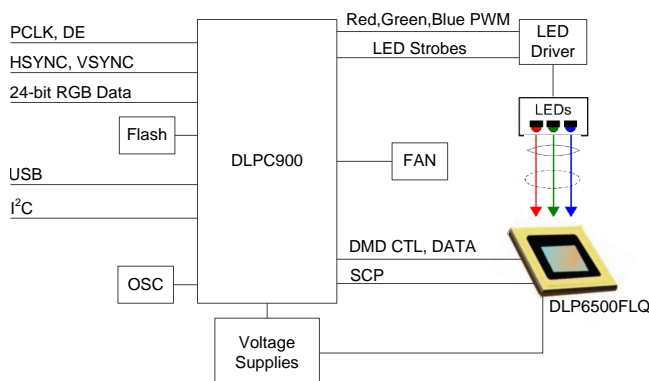 Red,Green,Blue PWM
PCLK, DE
LED
Driver
LED Strobes
HSYNC, VSYNC
24-bit RGB Data
LEDs
Flash
DLPC900
FAN
USB
I²C
DMD CTL, DATA
SCP
OSC
DLP6500FLQ
Voltage
Supplies